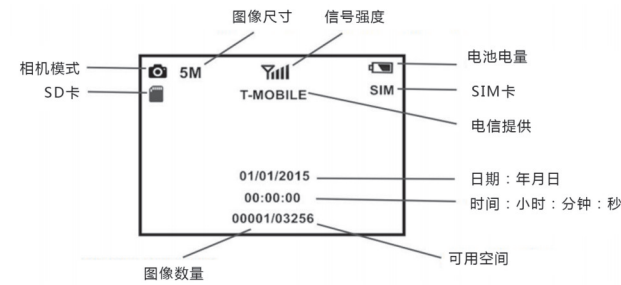 图像尺寸
信号强度
相机模式
5M
电池电量
SD卡
T-MOBILE
SIM
SIM卡
电信提供
01/01/2015
日期：年月日
00:00:00
时间：小时：分钟：秒
00001/03256
可用空间
图像数量